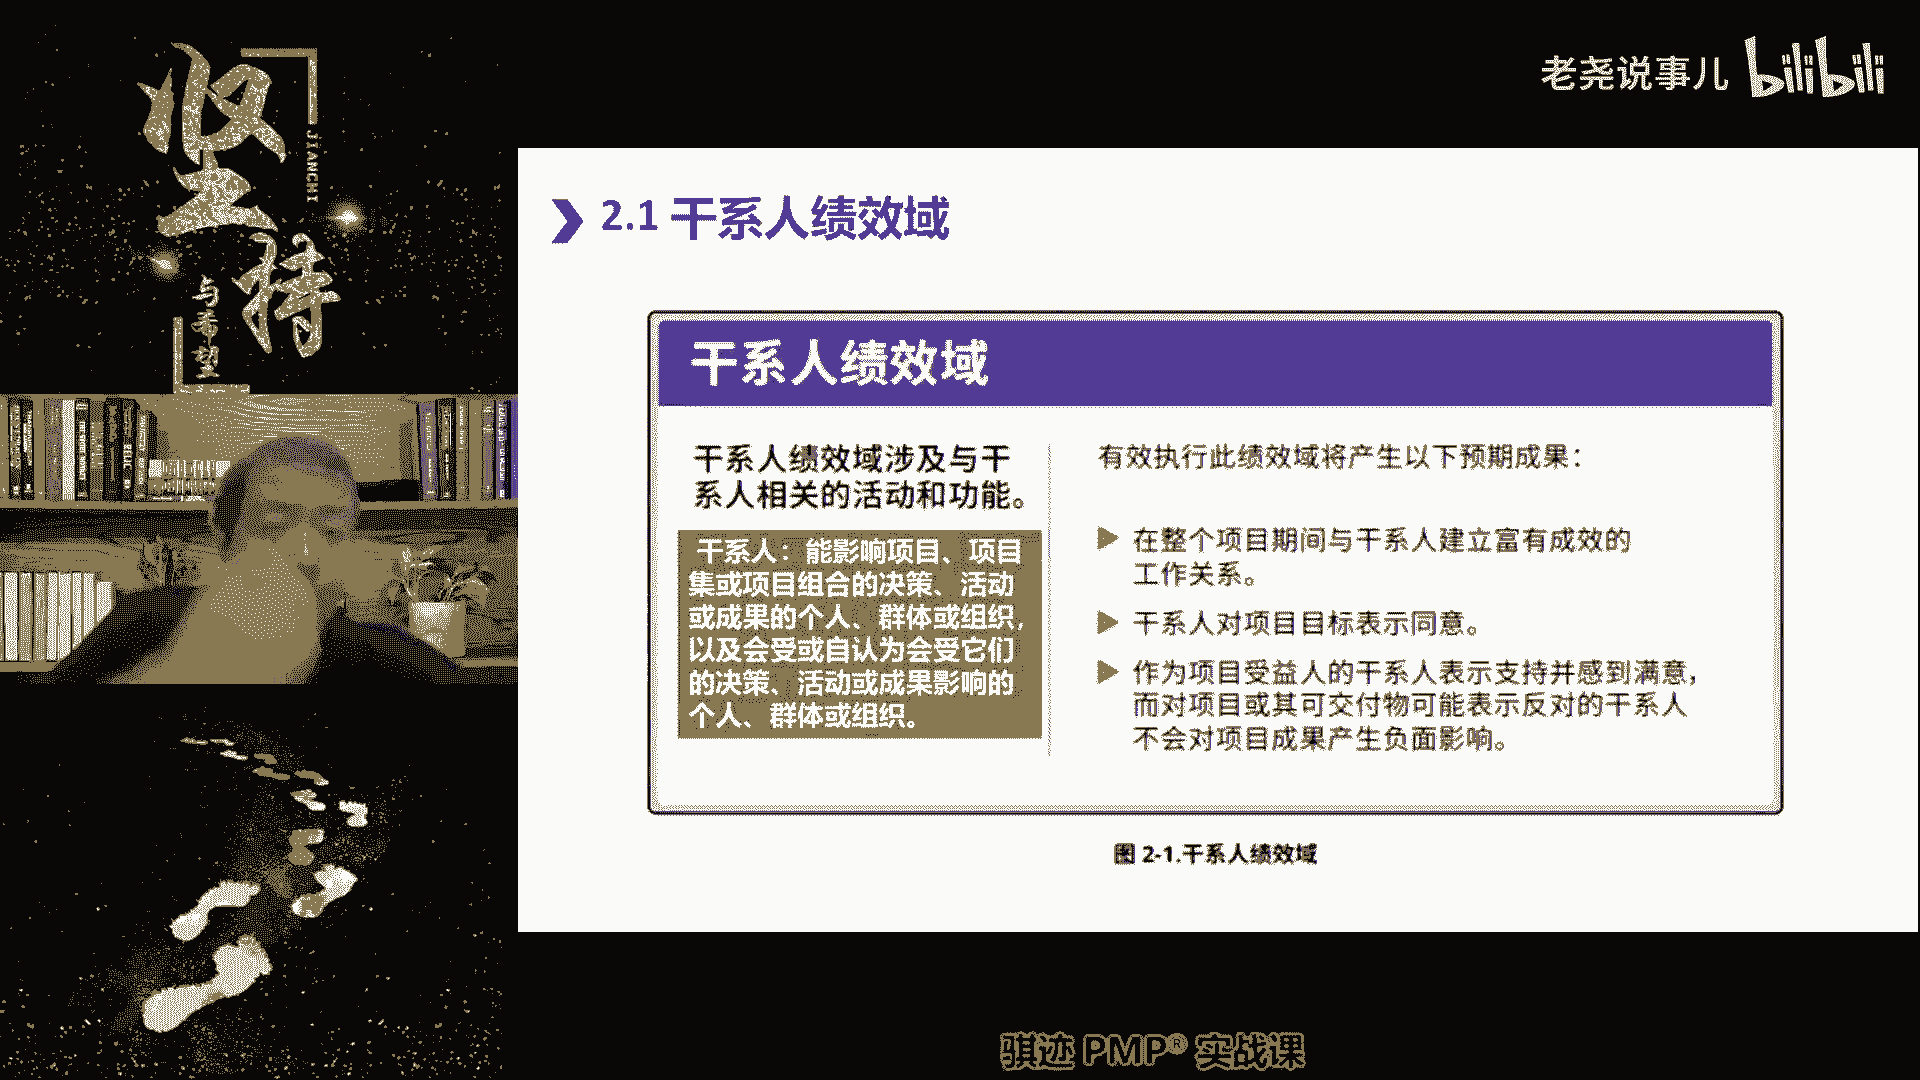 坚持
JIANCHI
与希望
老尧说事儿 bilibili
2.1 干系人绩效域
干系人绩效域
干系人绩效域涉及与干
系人相关的活动和功能。
干系人：能影响项目、项目
集或项目组合的决策、活动
或成果的个人、群体或组织，
以及会受或自认为会受它们
的决策、活动或成果影响的
个人、群体或组织。
有效执行此绩效域将产生以下预期成果：
在整个项目期间与干系人建立富有成效的
工作关系。
干系人对项目目标表示同意。
作为项目受益人的干系人表示支持并感到满意，
而对项目或其可交付物可能表示反对的干系人
不会对项目成果产生负面影响。
图 2-1.干系人绩效域
骐迹 PMP® 实战课